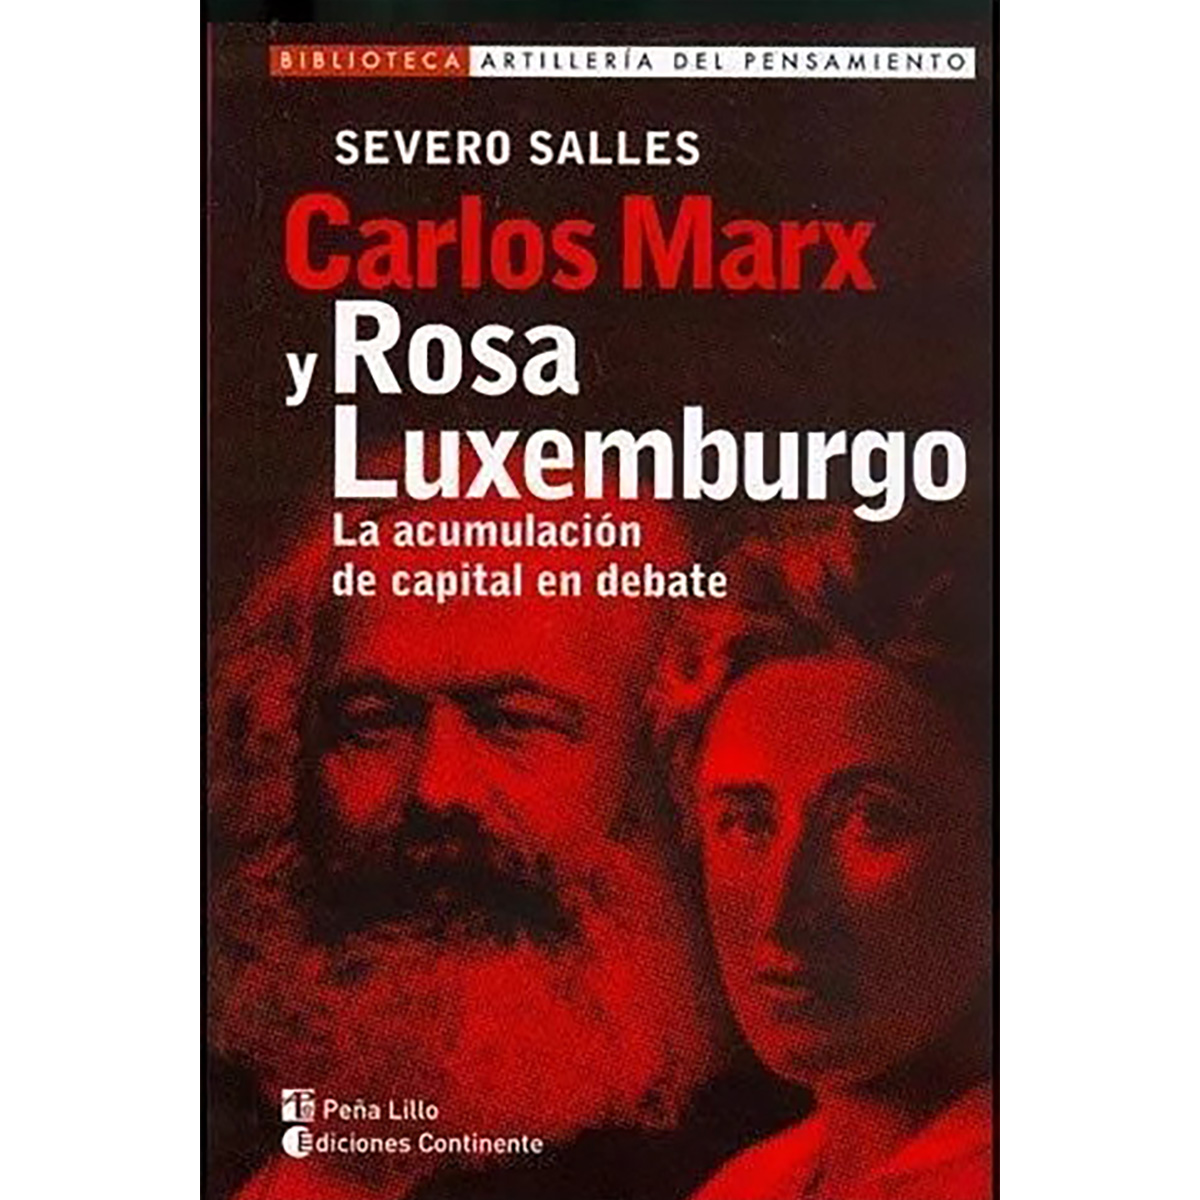 BIBLIOTECA ARTILLERÍA DEL PENSAMIENTO
SEVERO SALLES
Carlos Marx
y Rosa
Luxemburgo
La acumulación
de capital en debate
Peña Lillo
Ediciones Continente